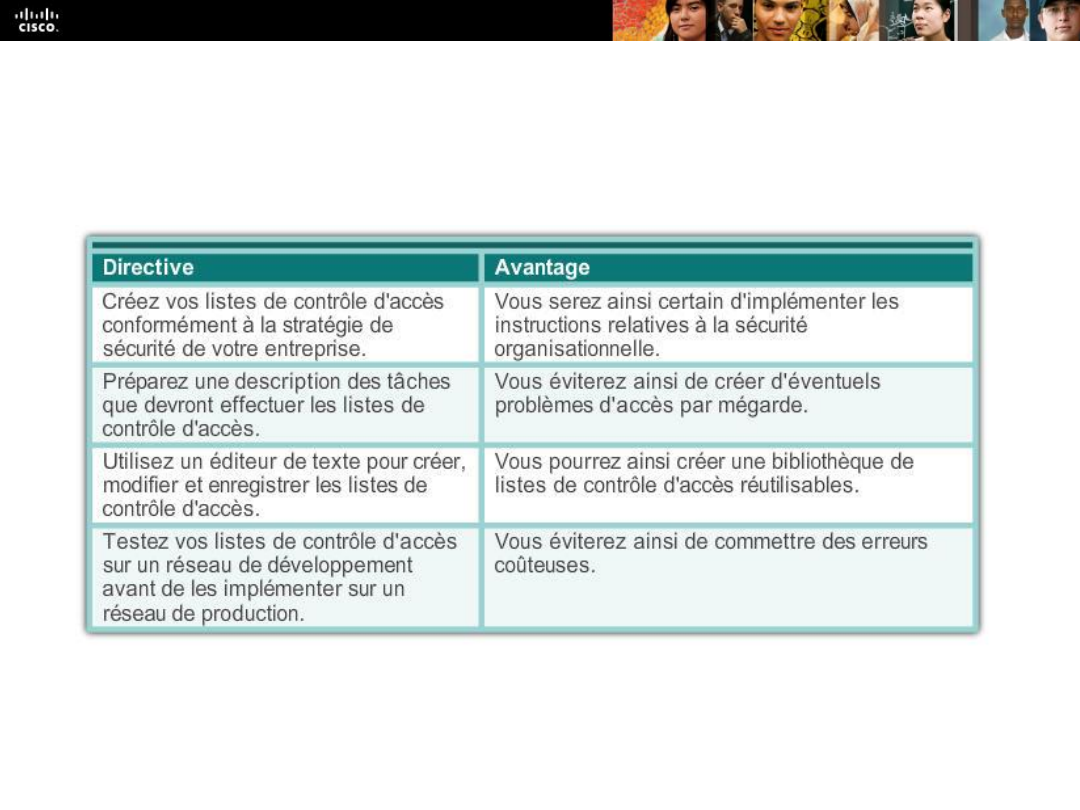 CISCO.
Directive
Avantage
Créez vos listes de contrôle d'accès
conformément à la stratégie de
sécurité de votre entreprise.
Vous serez ainsi certain d'implémenter les
instructions relatives à la sécurité
organisationnelle.
Préparez une description des tâches
que devront effectuer les listes de
contrôle d'accès.
Vous éviterez ainsi de créer d'éventuels
problèmes d'accès par mégarde.
Utilisez un éditeur de texte pour créer,
modifier et enregistrer les listes de
contrôle d'accès.
Vous pourrez ainsi créer une bibliothèque de
listes de contrôle d'accès réutilisables.
Testez vos listes de contrôle d'accès
sur un réseau de développement
avant de les implémenter sur un
réseau de production.
Vous éviterez ainsi de commettre des erreurs
coûteuses.